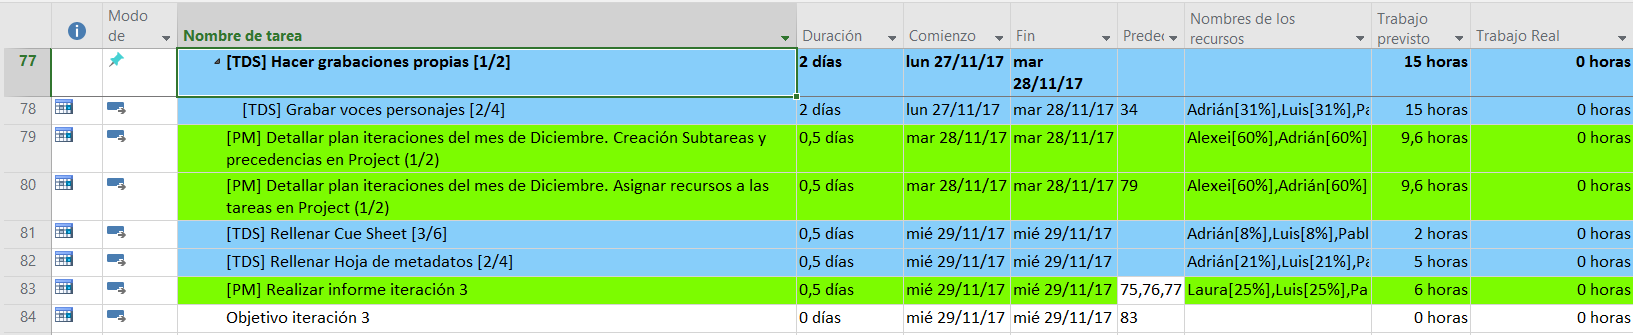 Modo de Nombre de tarea Duración Comienzo Fin Predec Nombres de los recursos Trabajo previsto Trabajo Real
77 [TDS] Hacer grabaciones propias [1/2] 2 días lun 27/11/17 mar 28/11/17 15 horas 0 horas
78 [TDS] Grabar voces personajes [2/4] 2 días lun 27/11/17 mar 28/11/17 34 Adrián[31%],Luis[31%],Pa 15 horas 0 horas
79 [PM] Detallar plan iteraciones del mes de Diciembre. Creación Subtareas y precedencias en Project (1/2) 0,5 días mar 28/11/17 mar 28/11/17 Alexei[60%],Adrián[60%] 9,6 horas 0 horas
80 [PM] Detallar plan iteraciones del mes de Diciembre. Asignar recursos a las tareas en Project (1/2) 0,5 días mar 28/11/17 mar 28/11/17 79 Alexei[60%],Adrián[60%] 9,6 horas 0 horas
81 [TDS] Rellenar Cue Sheet [3/6] 0,5 días mié 29/11/17 mié 29/11/17 Adrián[8%],Luis[8%],Pabl 2 horas 0 horas
82 [TDS] Rellenar Hoja de metadatos [2/4] 0,5 días mié 29/11/17 mié 29/11/17 Adrián[21%],Luis[21%],Pa 5 horas 0 horas
83 [PM] Realizar informe iteración 3 0,5 días mié 29/11/17 mié 29/11/17 75,76,77 Laura[25%],Luis[25%],Pa 6 horas 0 horas
84 Objetivo iteración 3 0 días mié 29/11/17 mié 29/11/17 83 0 horas 0 horas